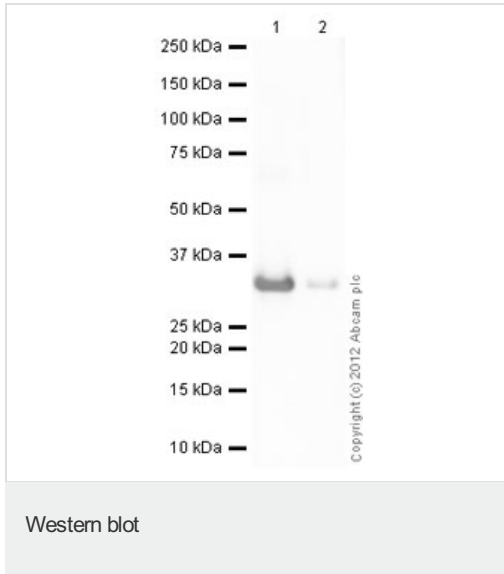 1 2
250 kDa
150 kDa
100 kDa
75 kDa
50 kDa
37 kDa
25 kDa
20 kDa
15 kDa
10 kDa
Copyright (c) 2012 Abcam plc
Western blot